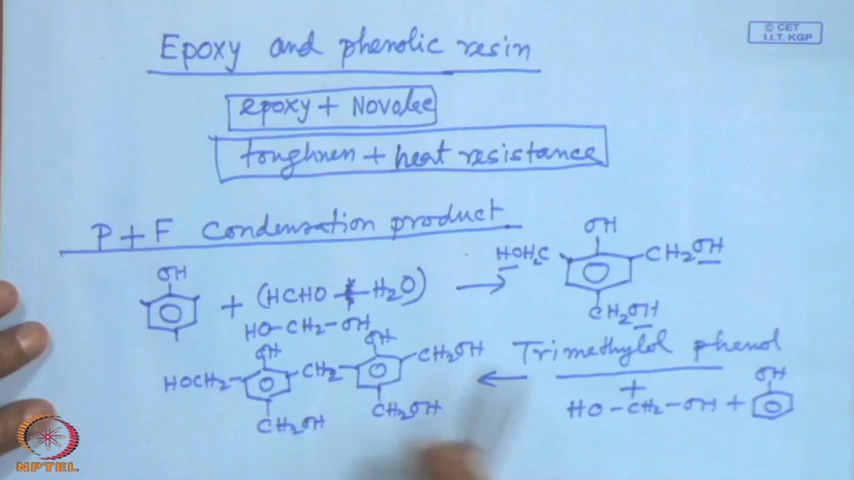 © CET
I.I.T. KGP
Epoxy and phenolic resin
epoxy + Novolac
toughness + heat resistance
P + F Condensation product
OH
+ (HCHO + H2O) →
HO-CH2-OH
OH
HOH2C CH2OH
CH2OH
Trimethylol phenol
+
HO-CH2-OH + OH
←
OH OH
HOCH2 CH2 CH2OH
CH2OH CH2OH
NPTEL